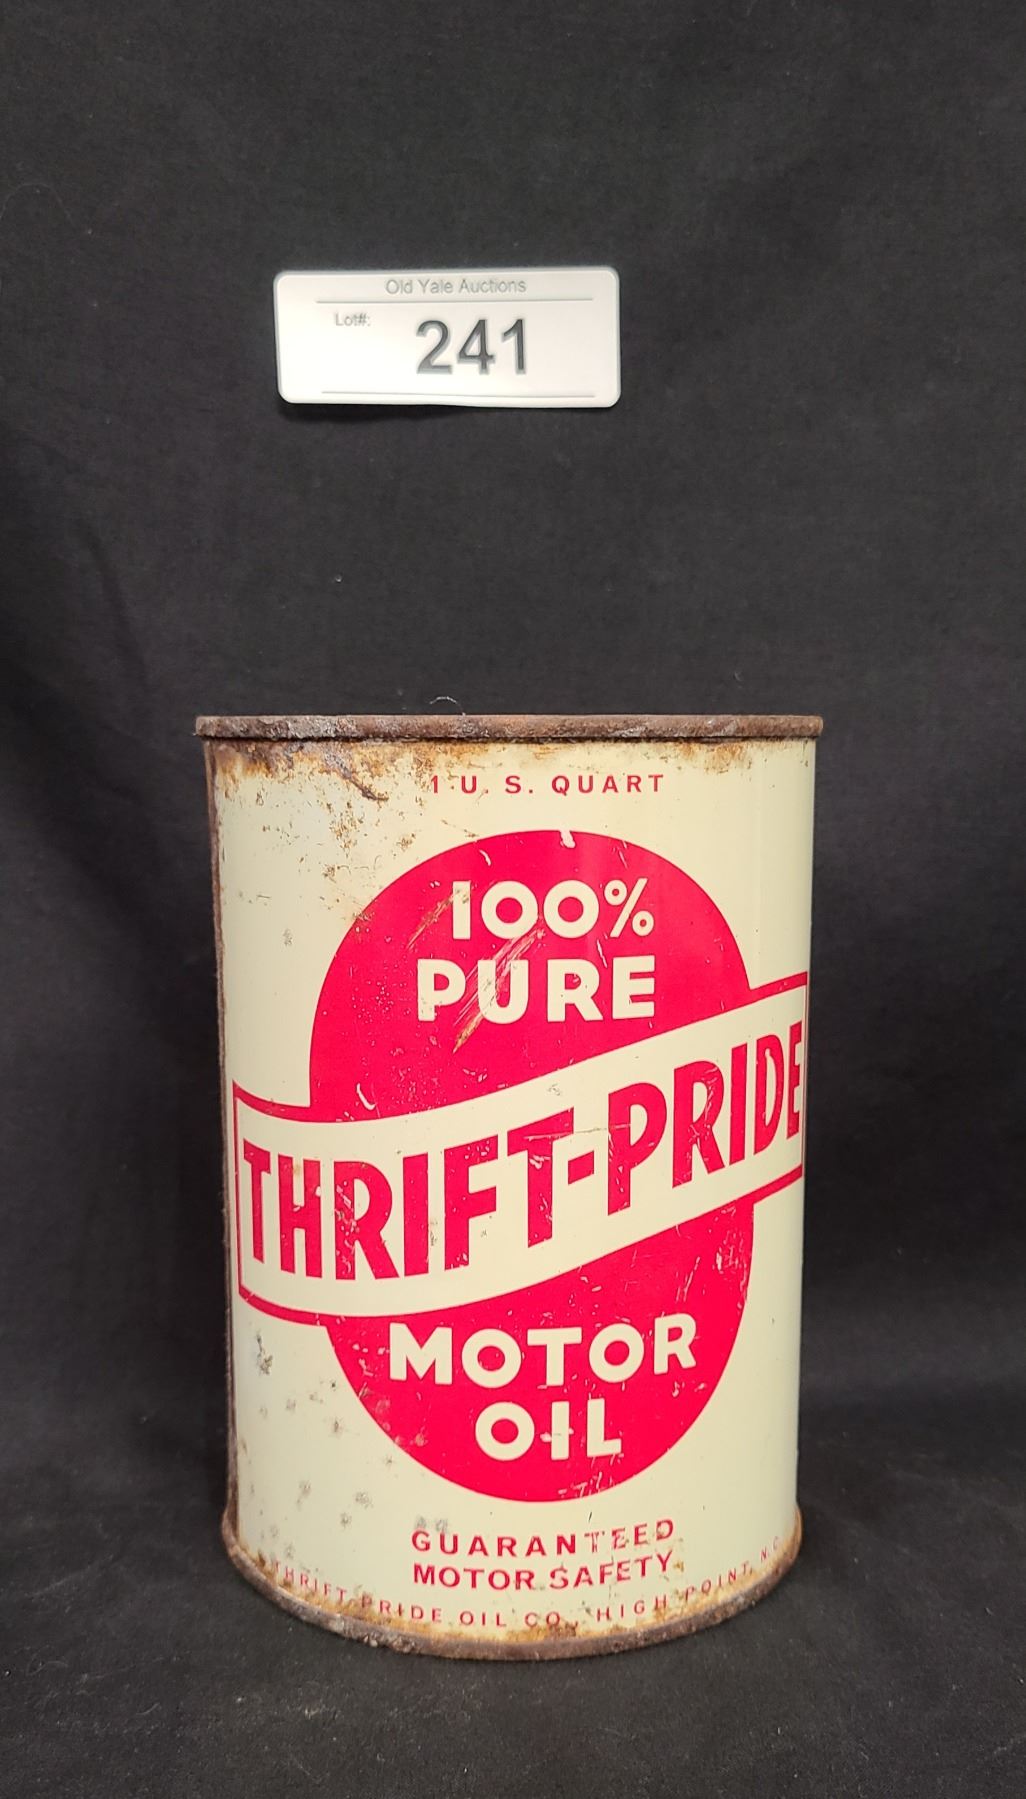 Old Yale Auctions
Lot#:
241
1 U. S. QUART
100%
PURE
THRIFT-PRIDE
MOTOR
OIL
GUARANTEED
MOTOR SAFETY
THRIFT-PRIDE OIL CO., HIGH POINT, N.C.